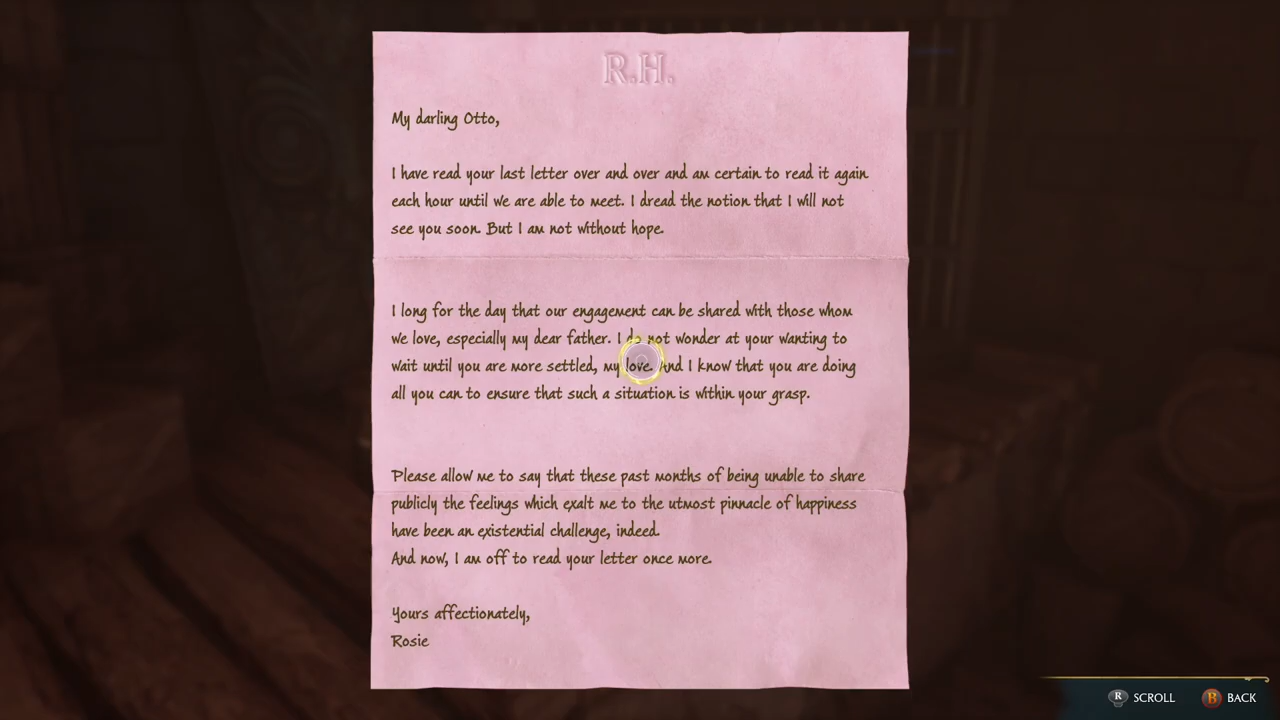 R.H.
My darling Otto,
I have read your last letter over and over and am certain to read it again
each hour until we are able to meet. I dread the notion that I will not
see you soon. But I am not without hope.
I long for the day that our engagement can be shared with those whom
we love, especially my dear father. I do not wonder at your wanting to
wait until you are more settled, my love. And I know that you are doing
all you can to ensure that such a situation is within your grasp.
Please allow me to say that these past months of being unable to share
publicly the feelings which exalt me to the utmost pinnacle of happiness
have been an existential challenge, indeed.
And now, I am off to read your letter once more.
Yours affectionately,
Rosie
R SCROLL B BACK